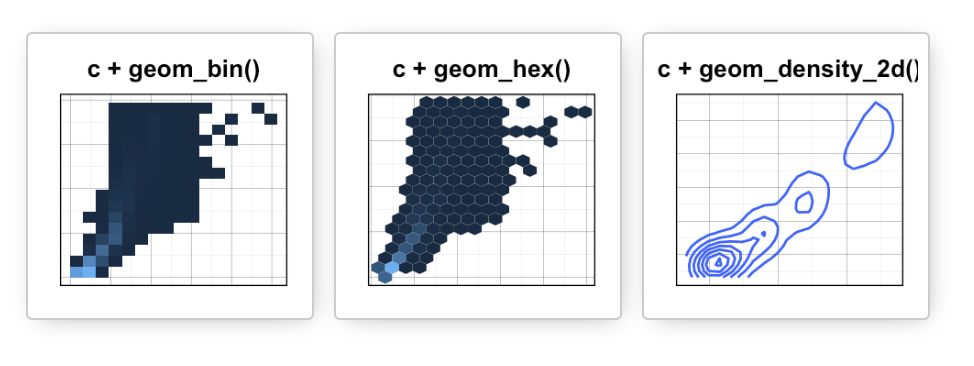 c + geom_bin()
c + geom_hex()
c + geom_density_2d()